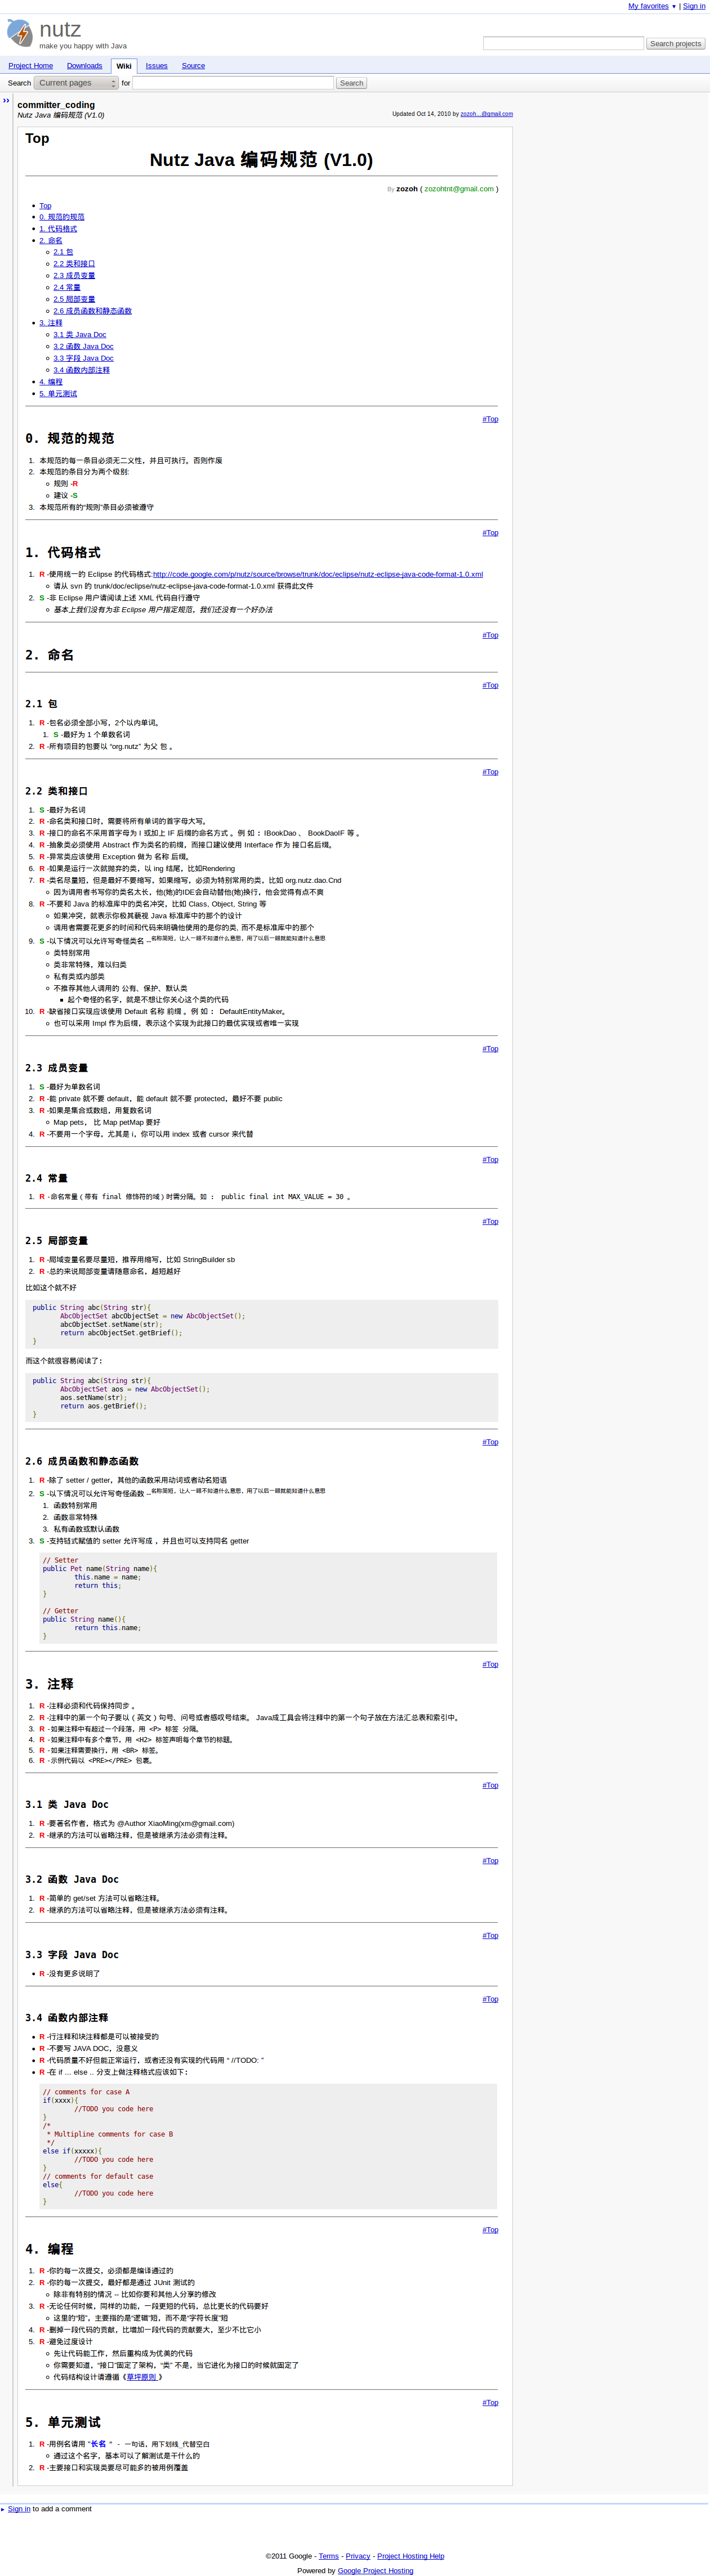 My favorites ▼ | Sign in
nutz
make you happy with Java
Search projects
Project Home Downloads Wiki Issues Source
Search Current pages for Search
››
committer_coding
Nutz Java 编码规范 (V1.0)
Updated Oct 14, 2010 by zozoh...@gmail.com
Top
Nutz Java 编码规范 (V1.0)
By zozoh ( zozohtnt@gmail.com )
Top
0. 规范的规范
1. 代码格式
2. 命名
2.1 包
2.2 类和接口
2.3 成员变量
2.4 常量
2.5 局部变量
2.6 成员函数和静态函数
3. 注释
3.1 类 Java Doc
3.2 函数 Java Doc
3.3 字段 Java Doc
3.4 函数内部注释
4. 编程
5. 单元测试
#Top
0. 规范的规范
1. 本规范的每一条目必须无二义性，并且可执行。否则作废
2. 本规范的条目分为两个级别:
规则 -R
建议 -S
3. 本规范所有的“规则”条目必须被遵守
#Top
1. 代码格式
1. R -使用统一的 Eclipse 的代码格式:http://code.google.com/p/nutz/source/browse/trunk/doc/eclipse/nutz-eclipse-java-code-format-1.0.xml
请从 svn 的 trunk/doc/eclipse/nutz-eclipse-java-code-format-1.0.xml 获得此文件
2. S -非 Eclipse 用户请阅读上述 XML 代码自行遵守
基本上我们没有为非 Eclipse 用户指定规范，我们还没有一个好办法
#Top
2. 命名
#Top
2.1 包
1. R -包名必须全部小写，2个以内单词。
1. S -最好为 1 个单数名词
2. R -所有项目的包要以 “org.nutz” 为父 包 。
#Top
2.2 类和接口
1. S -最好为名词
2. R -命名类和接口时，需要将所有单词的首字母大写。
3. R -接口的命名不采用首字母为 I 或加上 IF 后缀的命名方式 。例 如 : IBookDao 、 BookDaoIF 等 。
4. R -抽象类必须使用 Abstract 作为类名的前缀，而接口建议使用 Interface 作为 接口名后缀。
5. R -异常类应该使用 Exception 做为 名称 后缀。
6. R -如果是运行一次就抛弃的类，以 ing 结尾，比如Rendering
7. R -类名尽量短，但是最好不要缩写，如果缩写，必须为特别常用的类，比如 org.nutz.dao.Cnd
因为调用者书写你的类名太长，他(她)的IDE会自动替他(她)换行，他会觉得有点不爽
8. R -不要和 Java 的标准库中的类名冲突，比如 Class, Object, String 等
如果冲突，就表示你极其藐视 Java 标准库中的那个的设计
调用者需要花更多的时间和代码来明确他使用的是你的类, 而不是标准库中的那个
9. S -以下情况可以允许写奇怪类名 --名称简短，让人一眼不知道什么意思，用了以后一眼就能知道什么意思
类特别常用
类非常特殊，难以归类
私有类或内部类
不推荐其他人调用的 公有、保护、默认类
起个奇怪的名字，就是不想让你关心这个类的代码
10. R -缺省接口实现应该使用 Default 名称 前缀 。例 如 : DefaultEntityMaker。
也可以采用 Impl 作为后缀，表示这个实现为此接口的最优实现或者唯一实现
#Top
2.3 成员变量
1. S -最好为单数名词
2. R -能 private 就不要 default，能 default 就不要 protected，最好不要 public
3. R -如果是集合或数组，用复数名词
Map pets， 比 Map petMap 要好
4. R -不要用一个字母，尤其是 l，你可以用 index 或者 cursor 来代替
#Top
2.4 常量
1. R -命名常量 ( 带有 final 修饰符的域 ) 时需分隔。如 : public final int MAX_VALUE = 30 。
#Top
2.5 局部变量
1. R -局域变量名要尽量短，推荐用缩写，比如 StringBuilder sb
2. R -总的来说局部变量请随意命名，越短越好
比如这个就不好
public String abc(String str){
AbcObjectSet abcObjectSet = new AbcObjectSet();
abcObjectSet.setName(str);
return abcObjectSet.getBrief();
}
而这个就很容易阅读了:
public String abc(String str){
AbcObjectSet aos = new AbcObjectSet();
aos.setName(str);
return aos.getBrief();
}
#Top
2.6 成员函数和静态函数
1. R -除了 setter / getter，其他的函数采用动词或者动名短语
2. S -以下情况可以允许写奇怪函数 --名称简短，让人一眼不知道什么意思，用了以后一眼就能知道什么意思
1. 函数特别常用
2. 函数非常特殊
3. 私有函数或默认函数
3. S -支持链式赋值的 setter 允许写成 ，并且也可以支持同名 getter
// Setter
public Pet name(String name){
this.name = name;
return this;
}
// Getter
public String name(){
return this.name;
}
#Top
3. 注释
1. R -注释必须和代码保持同步 。
2. R -注释中的第一个句子要以 ( 英文 ) 句号、问号或者感叹号结束。 Java成工具会将注释中的第一个句子放在方法汇总表和索引中。
3. R -如果注释中有超过一个段落，用 <P> 标签 分隔。
4. R -如果注释中有多个章节，用 <H2> 标签声明每个章节的标题。
5. R -如果注释需要换行，用 <BR> 标签。
6. R -示例代码以 <PRE></PRE> 包裹。
#Top
3.1 类 Java Doc
1. R -要著名作者，格式为 @Author XiaoMing(xm@gmail.com)
2. R -继承的方法可以省略注释，但是被继承方法必须有注释。
#Top
3.2 函数 Java Doc
1. R -简单的 get/set 方法可以省略注释。
2. R -继承的方法可以省略注释，但是被继承方法必须有注释。
#Top
3.3 字段 Java Doc
R -没有更多说明了
#Top
3.4 函数内部注释
R -行注释和块注释都是可以被接受的
R -不要写 JAVA DOC，没意义
R -代码质量不好但能正常运行，或者还没有实现的代码用 “ //TODO: ”
R -在 if ... else .. 分支上做注释格式应该如下:
// comments for case A
if(xxxx){
//TODO you code here
}
/*
* Multipline comments for case B
*/
else if(xxxxx){
//TODO you code here
}
// comments for default case
else{
//TODO you code here
}
#Top
4. 编程
1. R -你的每一次提交，必须都是编译通过的
2. R -你的每一次提交，最好都是通过 JUnit 测试的
除非有特别的情况 -- 比如你要和其他人分享的修改
3. R -无论任何时候，同样的功能，一段更短的代码，总比更长的代码要好
这里的“短”，主要指的是“逻辑”短，而不是“字符长度”短
4. R -删掉一段代码的贡献，比增加一段代码的贡献要大，至少不比它小
5. R -避免过度设计
先让代码能工作，然后重构成为优美的代码
你需要知道，“接口”固定了架构，“类” 不是，当它进化为接口的时候就固定了
代码结构设计请遵循《草坪原则 》
#Top
5. 单元测试
1. R -用例名请用 “长名 ” - 一句话，用下划线_代替空白
通过这个名字，基本可以了解测试是干什么的
2. R -主要接口和实现类要尽可能多的被用例覆盖
► Sign in to add a comment
©2011 Google - Terms - Privacy - Project Hosting Help
Powered by Google Project Hosting